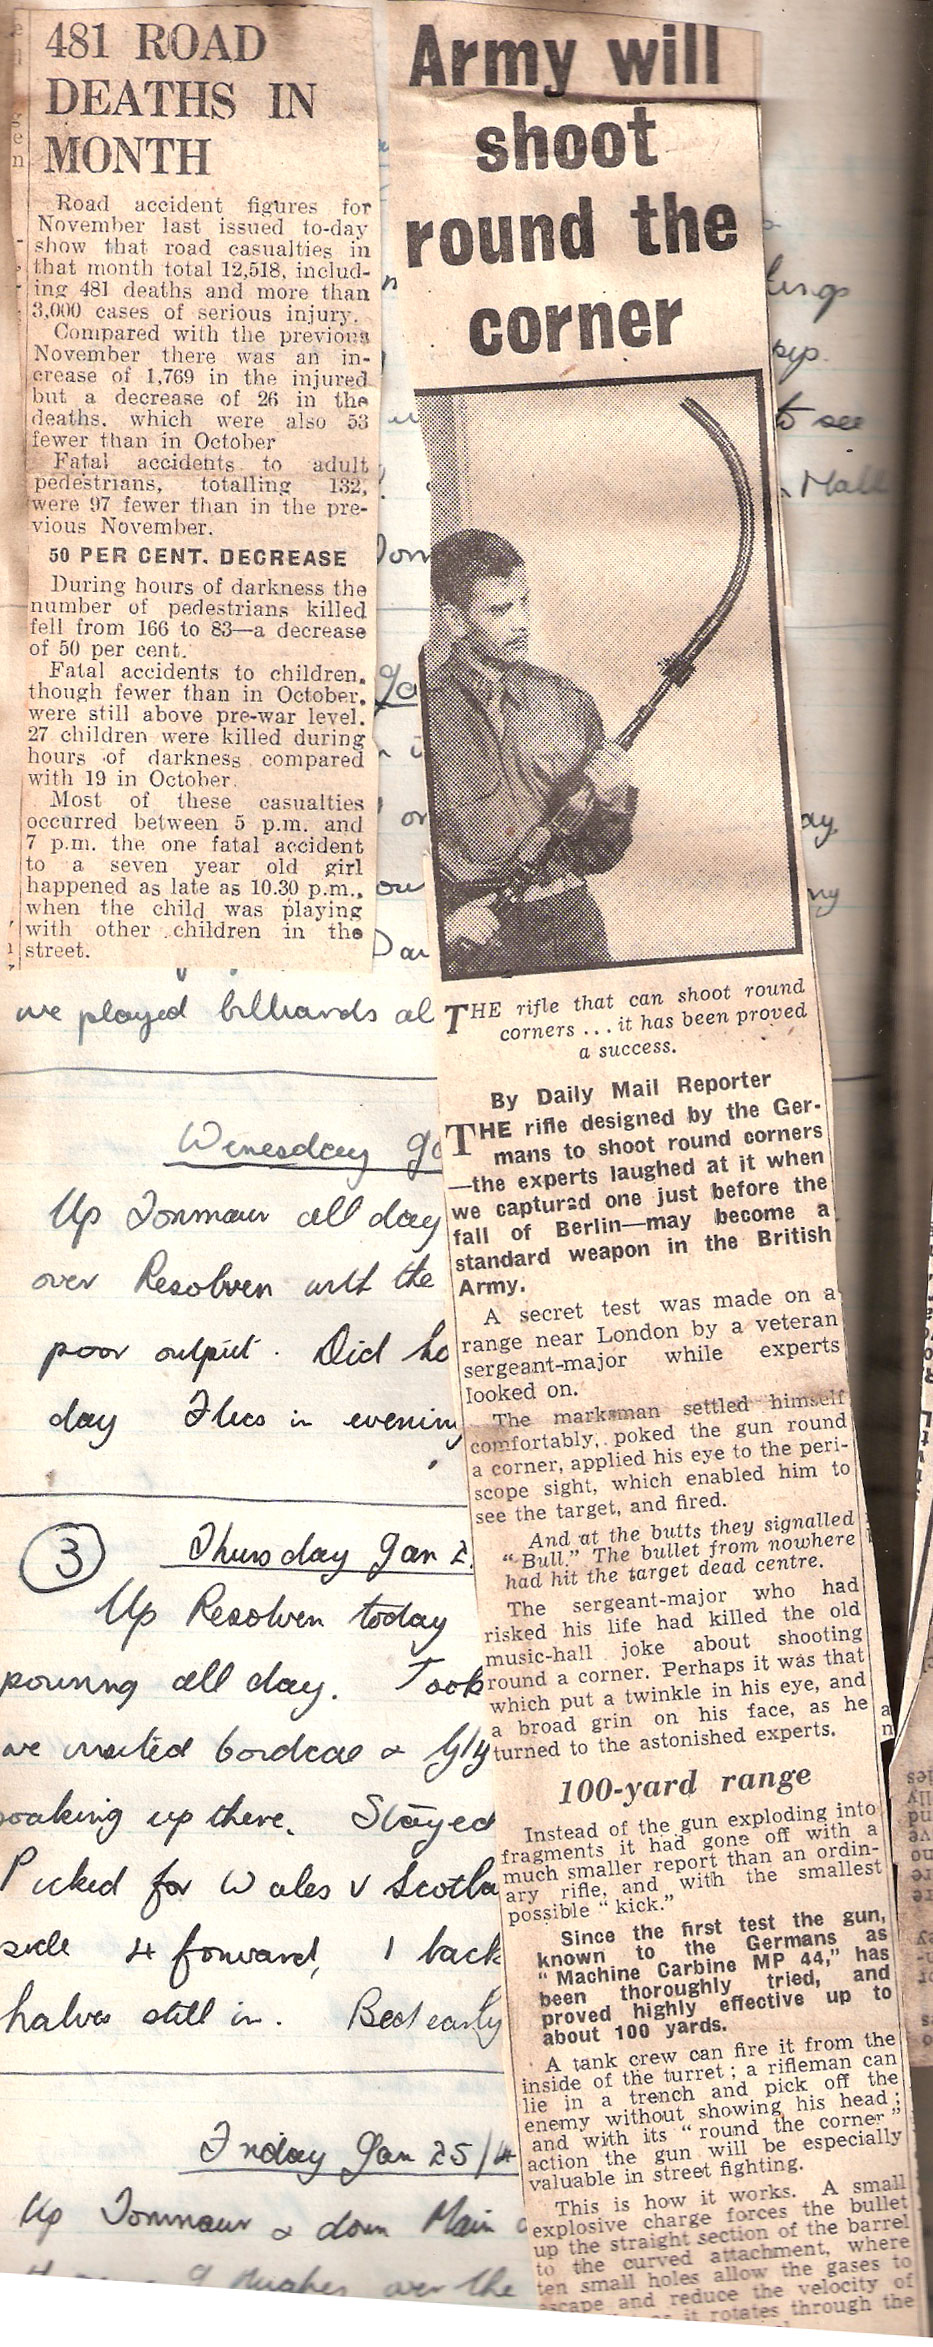 481 ROAD
DEATHS IN
MONTH
Road accident figures for
November last issued to-day
show that road casualties in
that month total 12,518, includ-
ing 481 deaths and more than
3,000 cases of serious injury.
Compared with the previous
November there was an in-
crease of 1,769 in the injured
but a decrease of 26 in the
deaths, which were also 53
fewer than in October
Fatal accidents to adult
pedestrians, totalling 132,
were 97 fewer than in the pre-
vious November.
50 PER CENT. DECREASE
During hours of darkness the
number of pedestrians killed
fell from 166 to 83—a decrease
of 50 per cent.
Fatal accidents to children,
though fewer than in October,
were still above pre-war level.
27 children were killed during
hours of darkness compared
with 19 in October.
Most of these casualties
occurred between 5 p.m. and
7 p.m. the one fatal accident
to a seven year old girl
happened as late as 10.30 p.m.,
when the child was playing
with other children in the
street.
Army will
shoot
round the
corner
THE rifle that can shoot round
corners ... it has been proved
a success.
By Daily Mail Reporter
THE rifle designed by the Ger-
mans to shoot round corners
—the experts laughed at it when
we captured one just before the
fall of Berlin—may become a
standard weapon in the British
Army.
A secret test was made on a
range near London by a veteran
sergeant-major while experts
looked on.
The marksman settled himself
comfortably, poked the gun round
a corner, applied his eye to the peri-
scope sight, which enabled him to
see the target, and fired.
And at the butts they signalled
"Bull." The bullet from nowhere
had hit the target dead centre.
The sergeant-major who had
risked his life had killed the old
music-hall joke about shooting
round a corner. Perhaps it was that
which put a twinkle in his eye, and
a broad grin on his face, as he
turned to the astonished experts.
100-yard range
Instead of the gun exploding into
fragments it had gone off with a
much smaller report than an ordin-
ary rifle, and with the smallest
possible "kick."
Since the first test the gun,
known to the Germans as
"Machine Carbine MP 44," has
been thoroughly tried, and
proved highly effective up to
about 100 yards.
A tank crew can fire it from the
inside of the turret; a rifleman can
lie in a trench and pick off the
enemy without showing his head;
and with its "round the corner"
action the gun will be especially
valuable in street fighting.
This is how it works. A small
explosive charge forces the bullet
up the straight section of the barrel
to the curved attachment, where
ten small holes allow the gases to
escape and reduce the velocity of
it rotates through the
to see
Hall
we played billiards al
Wenesday
Up Tonmawr all day
over Resolven with the
poor output. Did ho
day Flies in evening
3 Thursday Jan 2
Up Resolven today
pouring all day. Took
we visited
soaking up there. Stayed
Picked for Wales v Scotla
side 4 forward, 1 back
halves still in. Bed early
Friday Jan 25/4
Up Tonmawr & down Main
Hughes over the